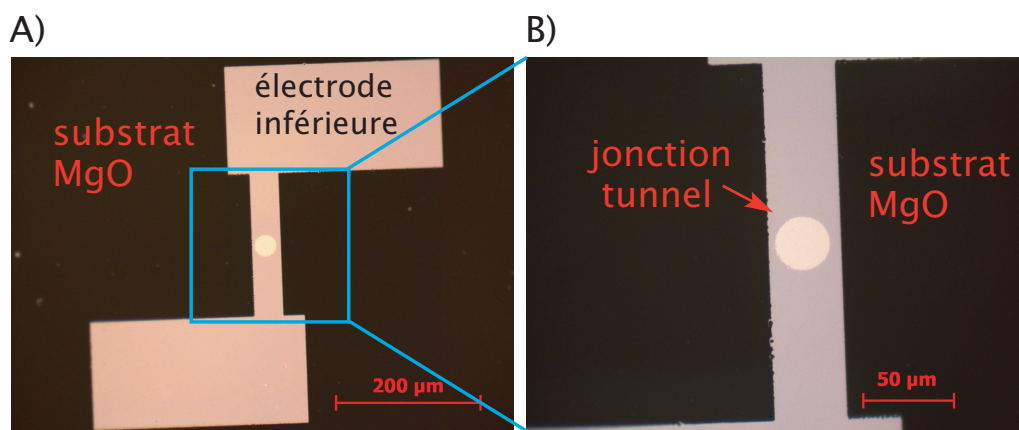 A)
électrode
inférieure
substrat
MgO
200 µm
B)
jonction
tunnel
substrat
MgO
50 µm